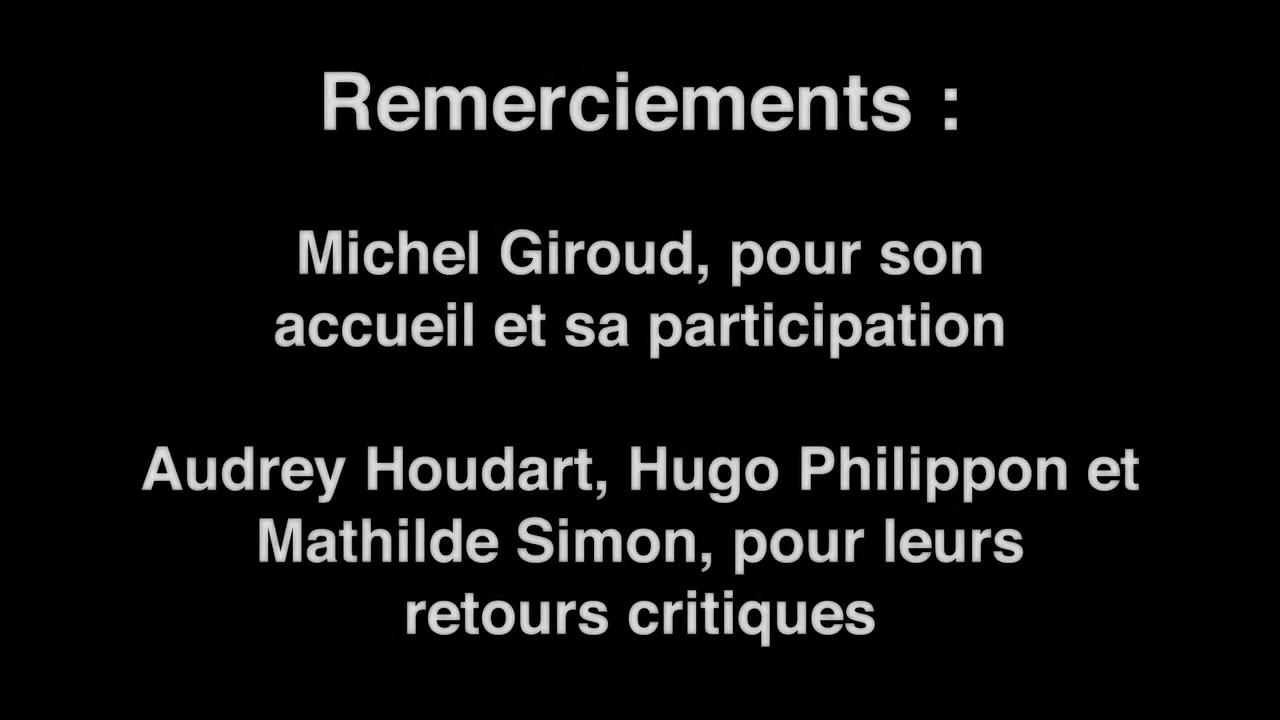 Remerciements :
Michel Giroud, pour son
accueil et sa participation
Audrey Houdart, Hugo Philippon et
Mathilde Simon, pour leurs
retours critiques